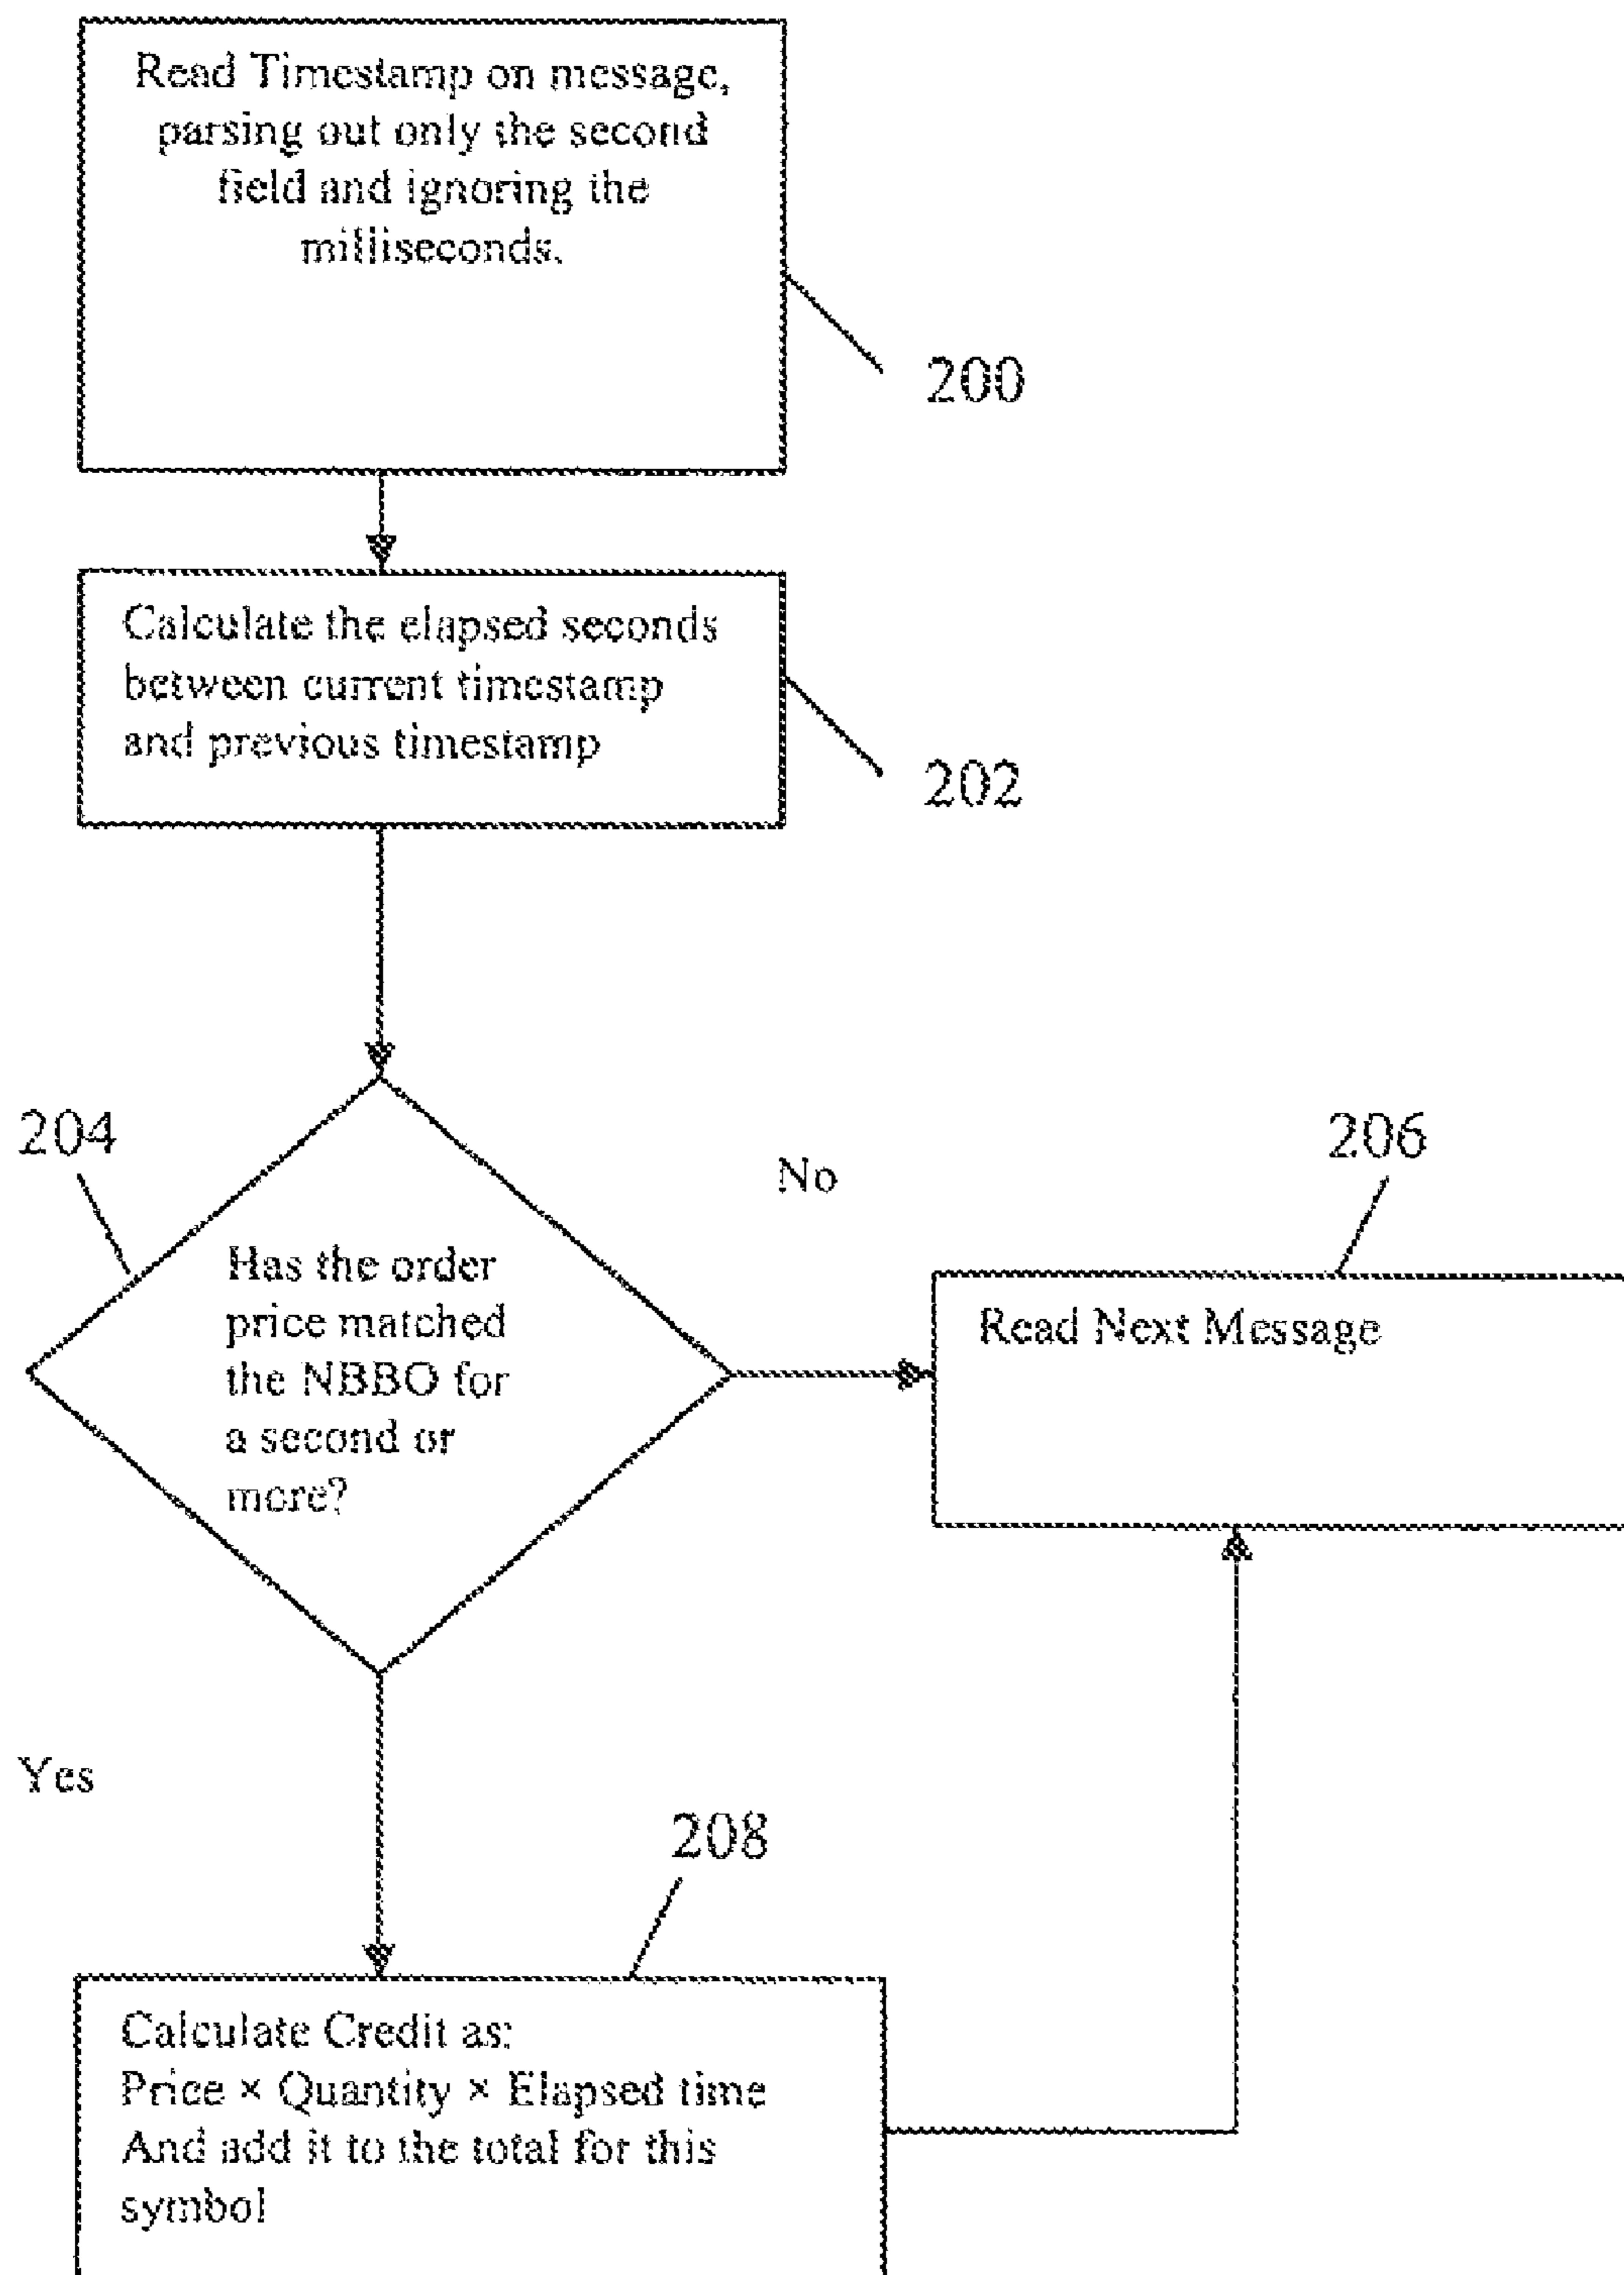 Read Timestamp on message,
parsing out only the second
field and ignoring the
milliseconds.
200
Calculate the elapsed seconds
between current timestamp
and previous timestamp
202
204
Has the order
price matched
the NBBO for
a second or
more?
No
206
Read Next Message
Yes
208
Calculate Credit as:
Price × Quantity × Elapsed time
And add it to the total for this
symbol